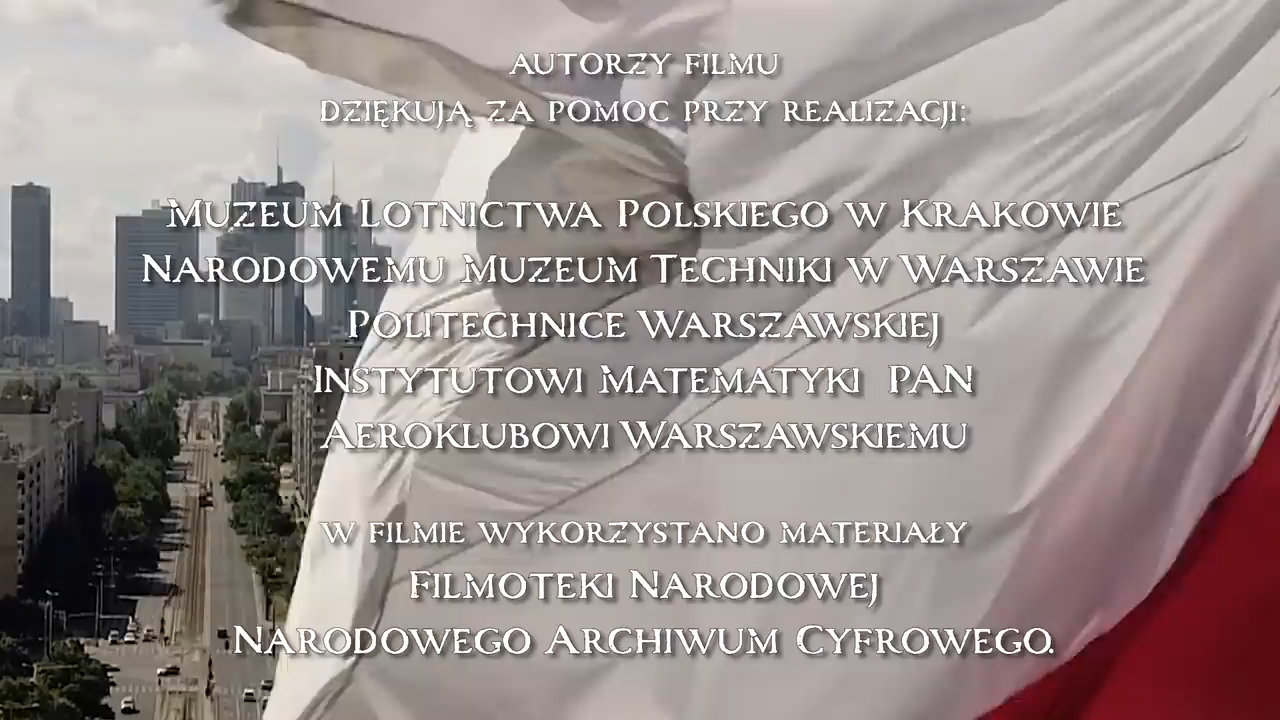 AUTORZY FILMU
DZIĘKUJĄ ZA POMOC PRZY REALIZACJI:
MUZEUM LOTNICTWA POLSKIEGO W KRAKOWIE
NARODOWEMU MUZEUM TECHNIKI W WARSZAWIE
POLITECHNICE WARSZAWSKIEJ
INSTYTUTOWI MATEMATYKI PAN
AEROKLUBOWI WARSZAWSKIEMU
W FILMIE WYKORZYSTANO MATERIAŁY
FILMOTEKI NARODOWEJ
NARODOWEGO ARCHIWUM CYFROWEGO.